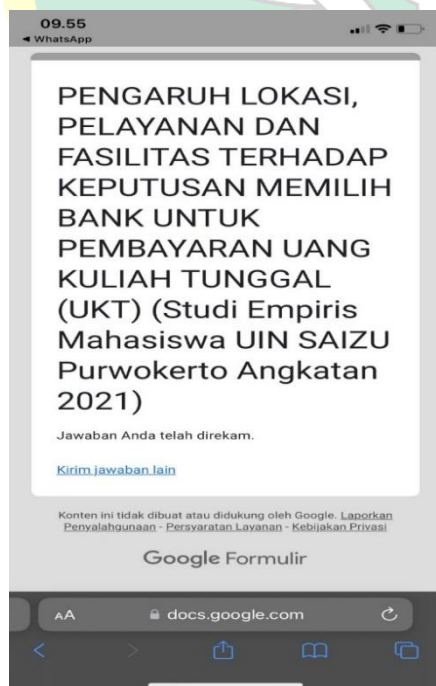 09.55
◀ WhatsApp
PENGARUH LOKASI,
PELAYANAN DAN
FASILITAS TERHADAP
KEPUTUSAN MEMILIH
BANK UNTUK
PEMBAYARAN UANG
KULIAH TUNGGAL
(UKT) (Studi Empiris
Mahasiswa UIN SAIZU
Purwokerto Angkatan
2021)
Jawaban Anda telah direkam.
Kirim jawaban lain
Konten ini tidak dibuat atau didukung oleh Google. Laporkan
Penyalahgunaan - Persyaratan Layanan - Kebijakan Privasi
Google Formulir
AA docs.google.com